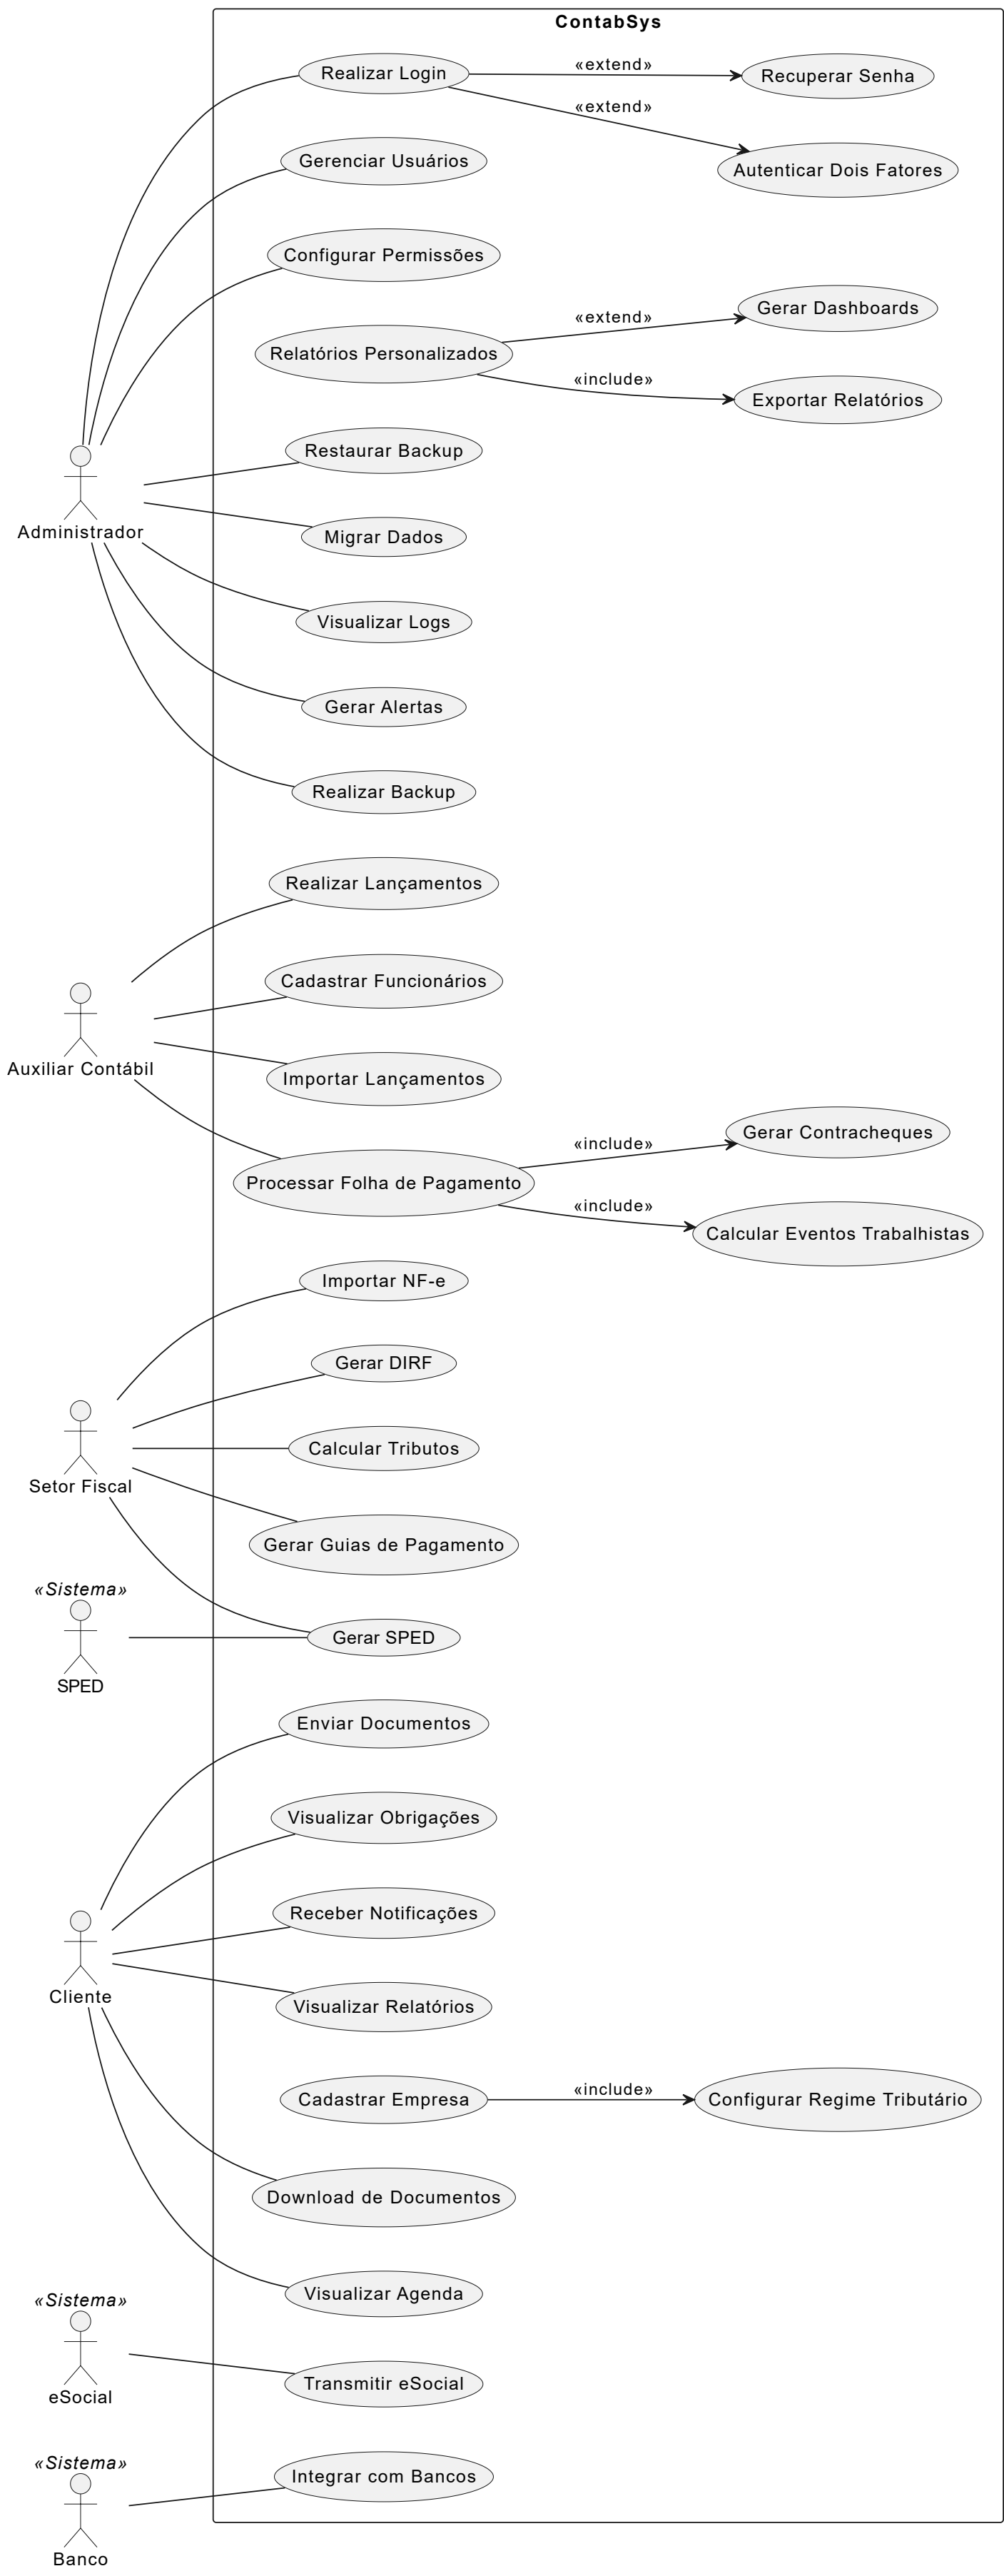 ContabSys
Realizar Login
«extend»
Recuperar Senha
«extend»
Autenticar Dois Fatores
Gerenciar Usuários
Configurar Permissões
Relatórios Personalizados
«extend»
Gerar Dashboards
«include»
Exportar Relatórios
Restaurar Backup
Administrador
Migrar Dados
Visualizar Logs
Gerar Alertas
Realizar Backup
Realizar Lançamentos
Cadastrar Funcionários
Auxiliar Contábil
Importar Lançamentos
Processar Folha de Pagamento
«include»
Gerar Contracheques
«include»
Calcular Eventos Trabalhistas
Importar NF-e
Gerar DIRF
Calcular Tributos
Setor Fiscal
Gerar Guias de Pagamento
«Sistema»
SPED
Gerar SPED
Enviar Documentos
Visualizar Obrigações
Receber Notificações
Cliente
Visualizar Relatórios
Cadastrar Empresa
«include»
Configurar Regime Tributário
Download de Documentos
Visualizar Agenda
«Sistema»
eSocial
Transmitir eSocial
«Sistema»
Banco
Integrar com Bancos